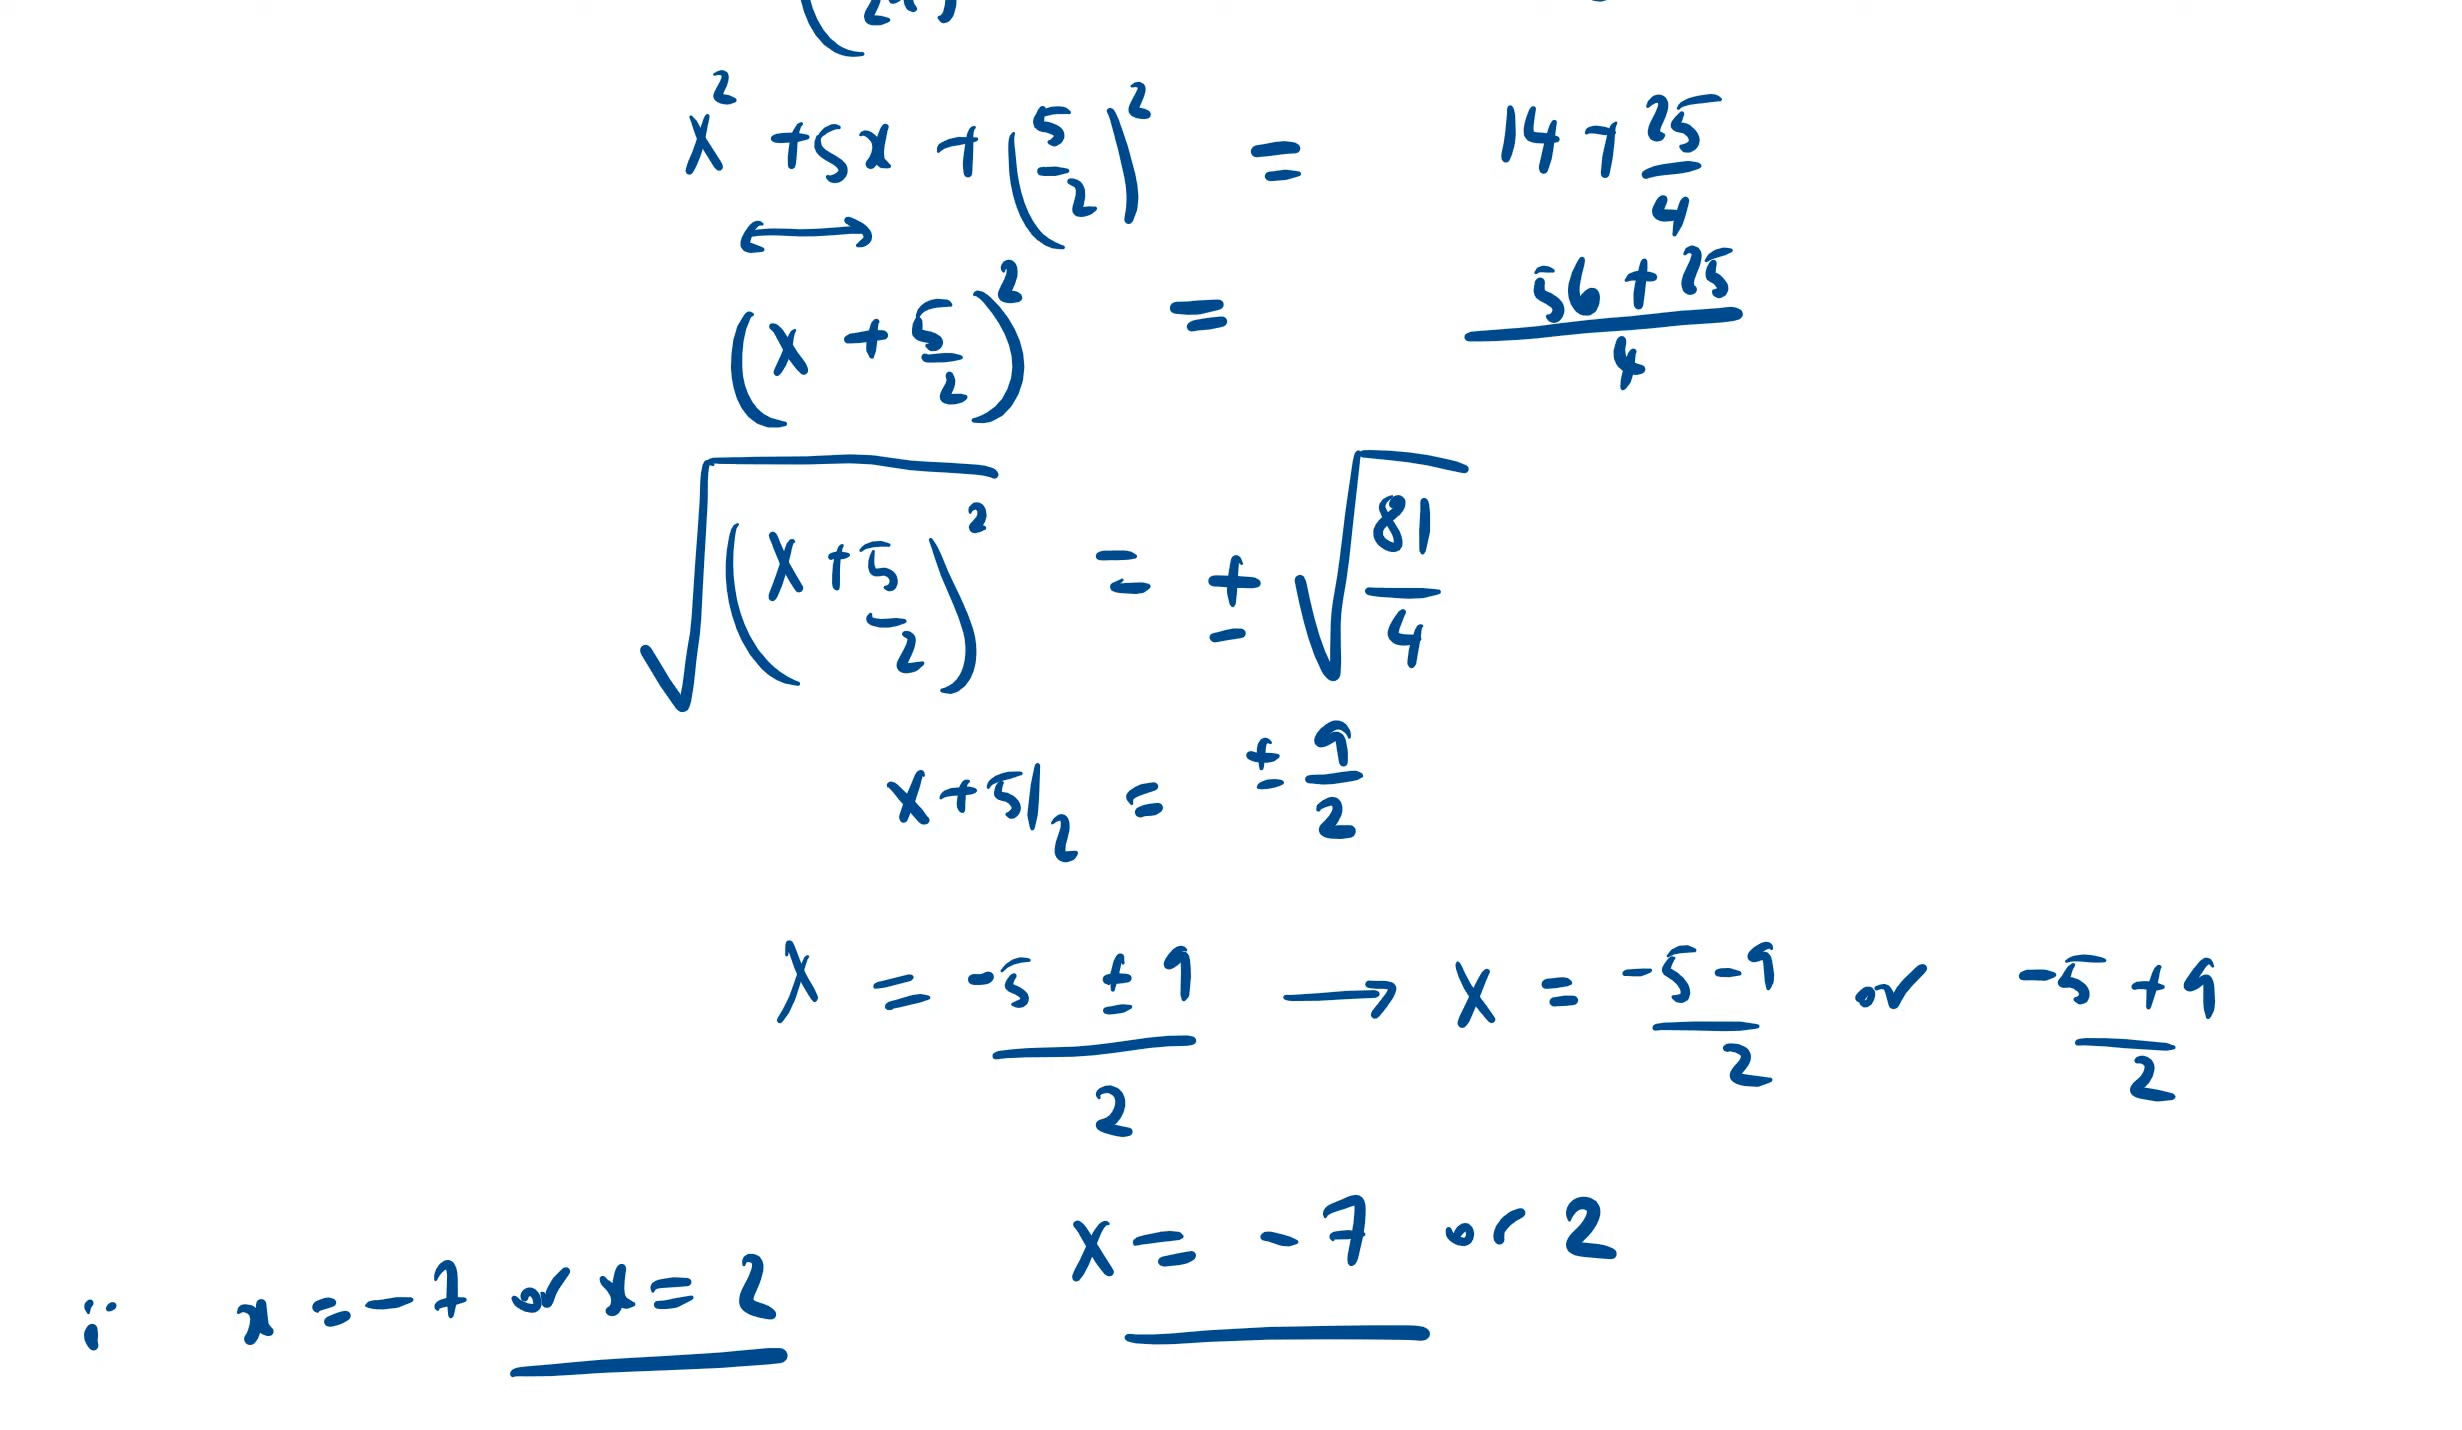 x² + 5x + (5/2)² = 14 + 25/4
(x + 5/2)² = (56 + 25)/4
√(x + 5/2)² = ± √(81/4)
x + 5/2 = ± 9/2
x = (-5 ± 9)/2 → x = (-5 - 9)/2 or (-5 + 9)/2
x = -7 or 2
∴ x = -7 or x = 2